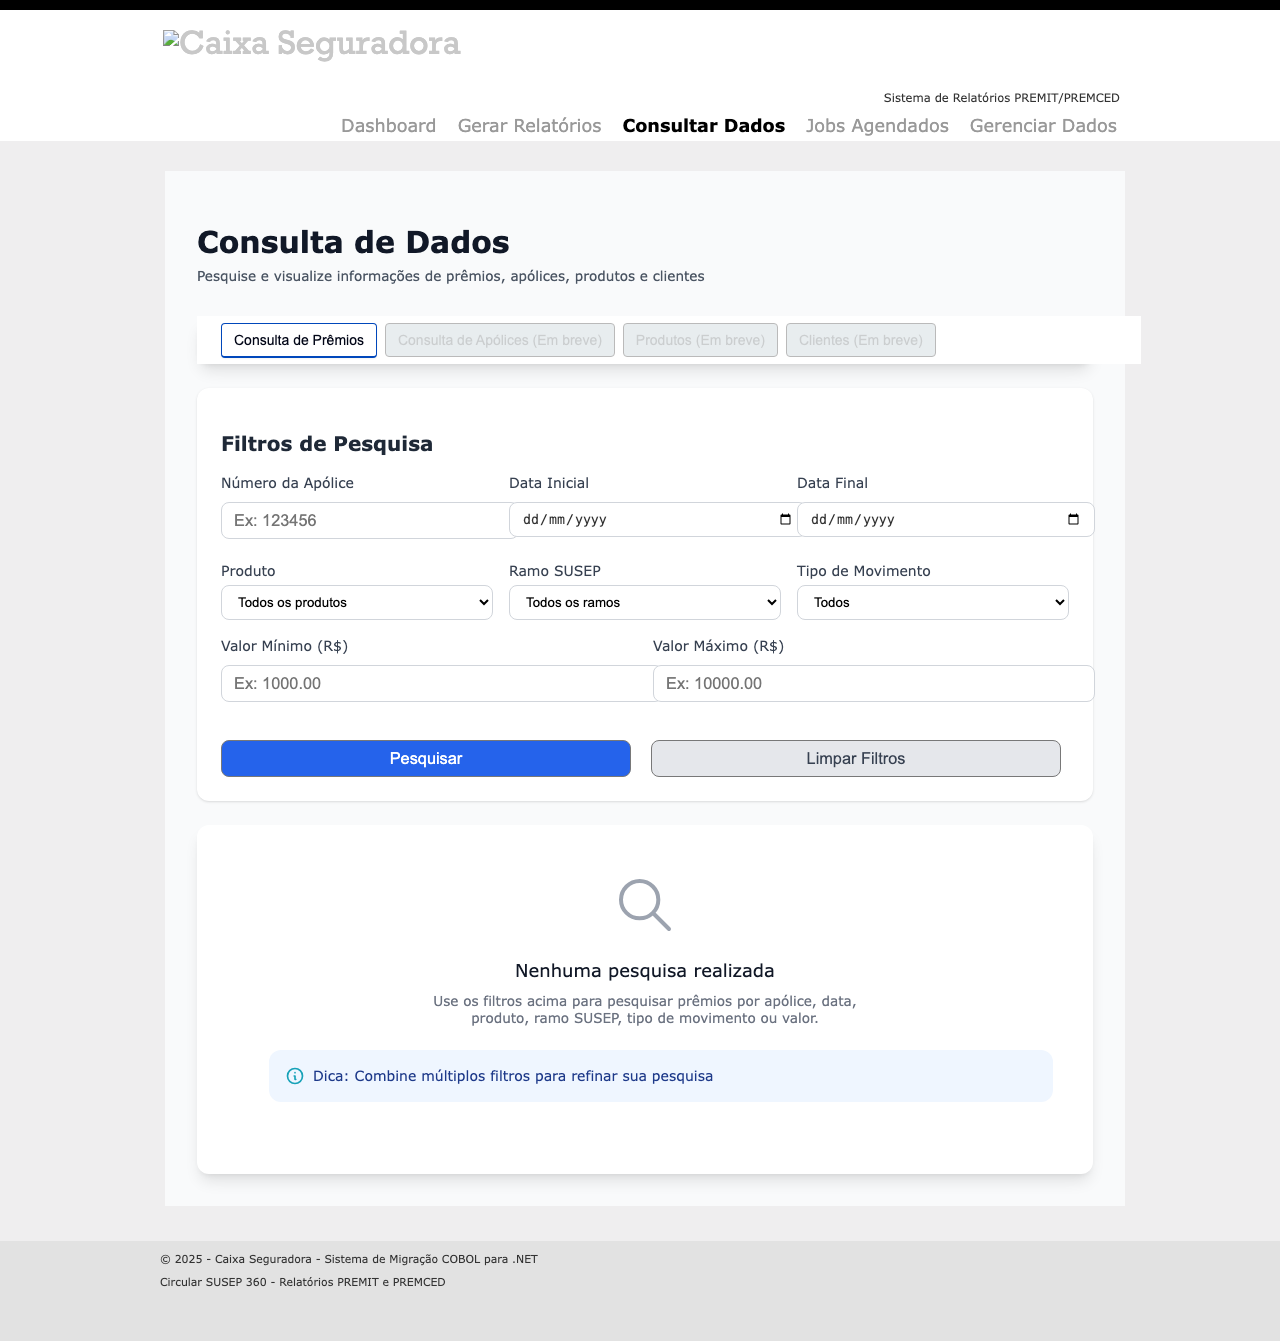 Caixa Seguradora
Sistema de Relatórios PREMIT/PREMCED
Dashboard Gerar Relatórios Consultar Dados Jobs Agendados Gerenciar Dados
Consulta de Dados
Pesquise e visualize informações de prêmios, apólices, produtos e clientes
Consulta de Prêmios Consulta de Apólices (Em breve) Produtos (Em breve) Clientes (Em breve)
Filtros de Pesquisa
Número da Apólice Data Inicial Data Final
Ex: 123456 dd/mm/yyyy dd/mm/yyyy
Produto Ramo SUSEP Tipo de Movimento
Todos os produtos Todos os ramos Todos
Valor Mínimo (R$) Valor Máximo (R$)
Ex: 1000.00 Ex: 10000.00
Pesquisar Limpar Filtros
Nenhuma pesquisa realizada
Use os filtros acima para pesquisar prêmios por apólice, data,
produto, ramo SUSEP, tipo de movimento ou valor.
Dica: Combine múltiplos filtros para refinar sua pesquisa
© 2025 - Caixa Seguradora - Sistema de Migração COBOL para .NET
Circular SUSEP 360 - Relatórios PREMIT e PREMCED